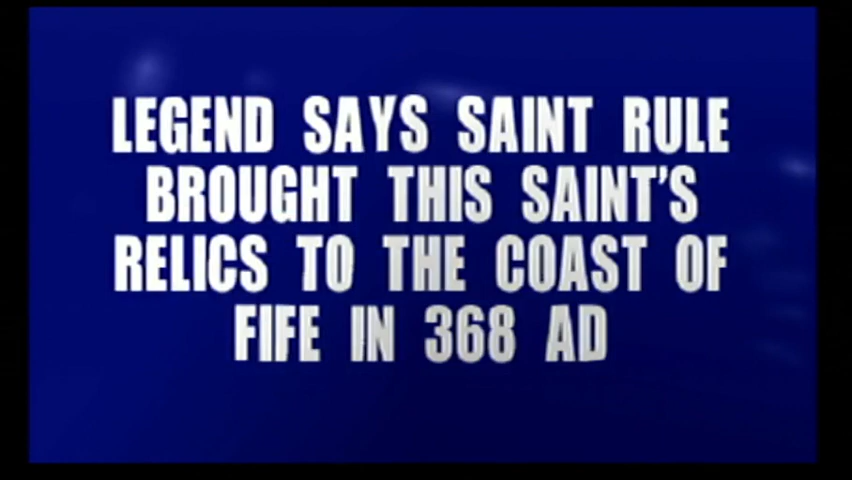 LEGEND SAYS SAINT RULE
BROUGHT THIS SAINT'S
RELICS TO THE COAST OF
FIFE IN 368 AD